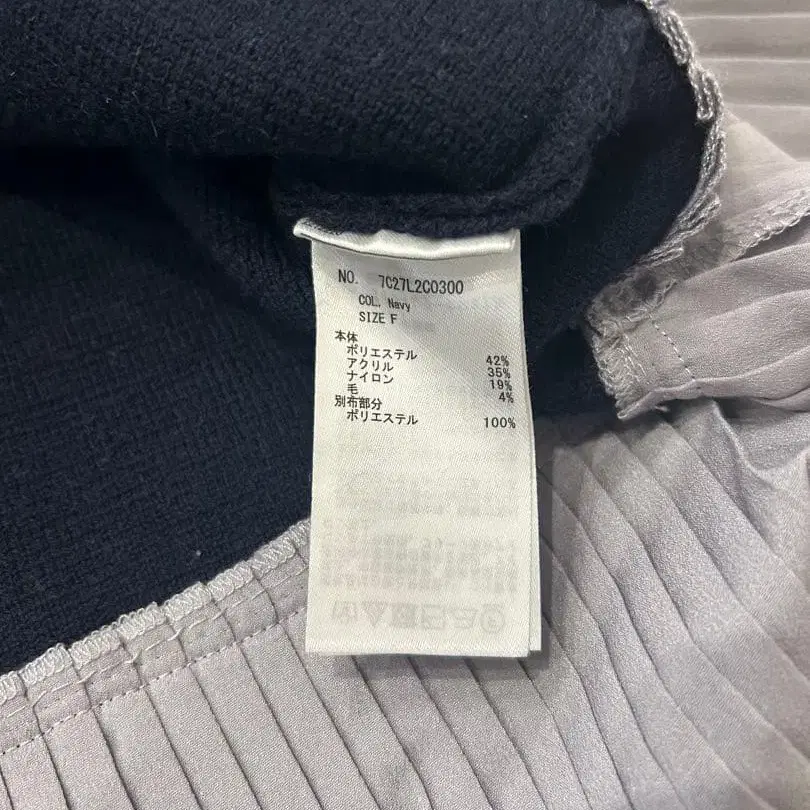 NO. 7C27L2C0300
COL. Navy
SIZE F
本体
ポリエステル 42%
アクリル 35%
ナイロン 19%
毛 4%
別布部分
ポリエステル 100%